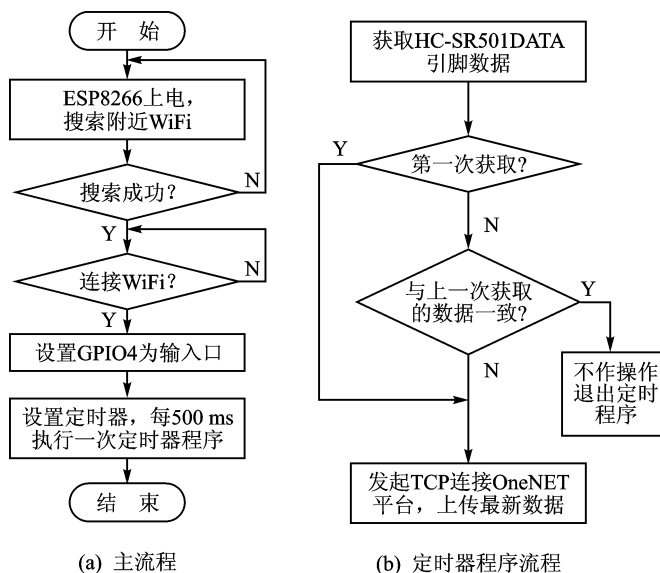 开 始
ESP8266上电，
搜索附近WiFi
搜索成功？
N
Y
连接WiFi？
N
Y
设置GPIO4为输入口
设置定时器，每500 ms
执行一次定时器程序
结 束
(a) 主流程
获取HC-SR501DATA
引脚数据
第一次获取？
Y
N
与上一次获取
的数据一致？
Y
N
不作操作
退出定时
程序
发起TCP连接OneNET
平台，上传最新数据
(b) 定时器程序流程